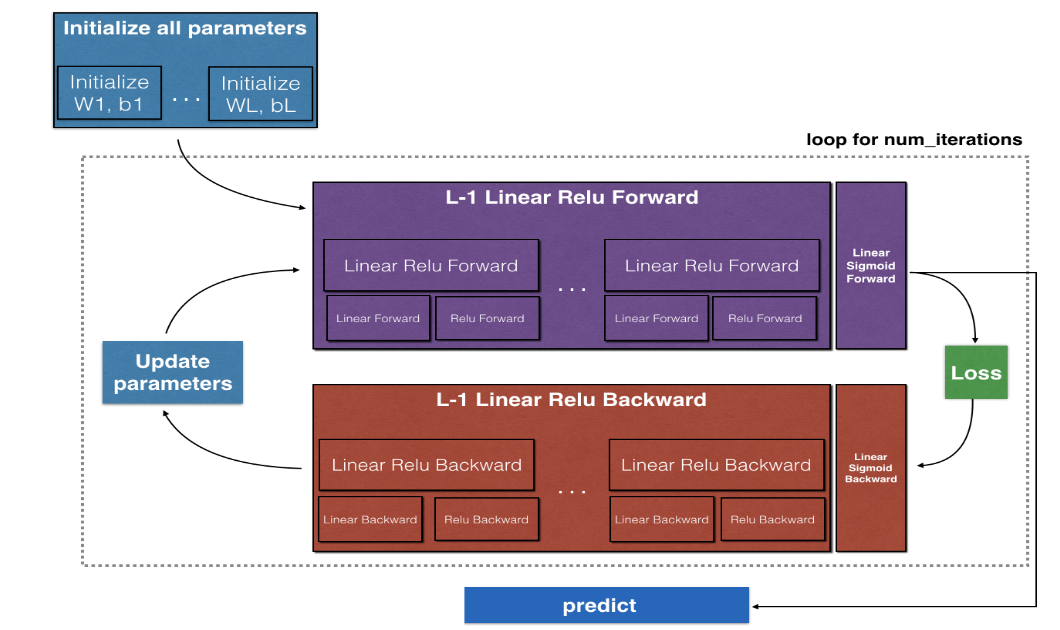 Initialize all parameters
Initialize
W1, b1
. . .
Initialize
WL, bL
loop for num_iterations
L-1 Linear Relu Forward
Linear Relu Forward
Linear Forward
Relu Forward
. . .
Linear Relu Forward
Linear Forward
Relu Forward
Linear
Sigmoid
Forward
Update
parameters
Loss
L-1 Linear Relu Backward
Linear Relu Backward
Linear Backward
Relu Backward
. . .
Linear Relu Backward
Linear Backward
Relu Backward
Linear
Sigmoid
Backward
predict